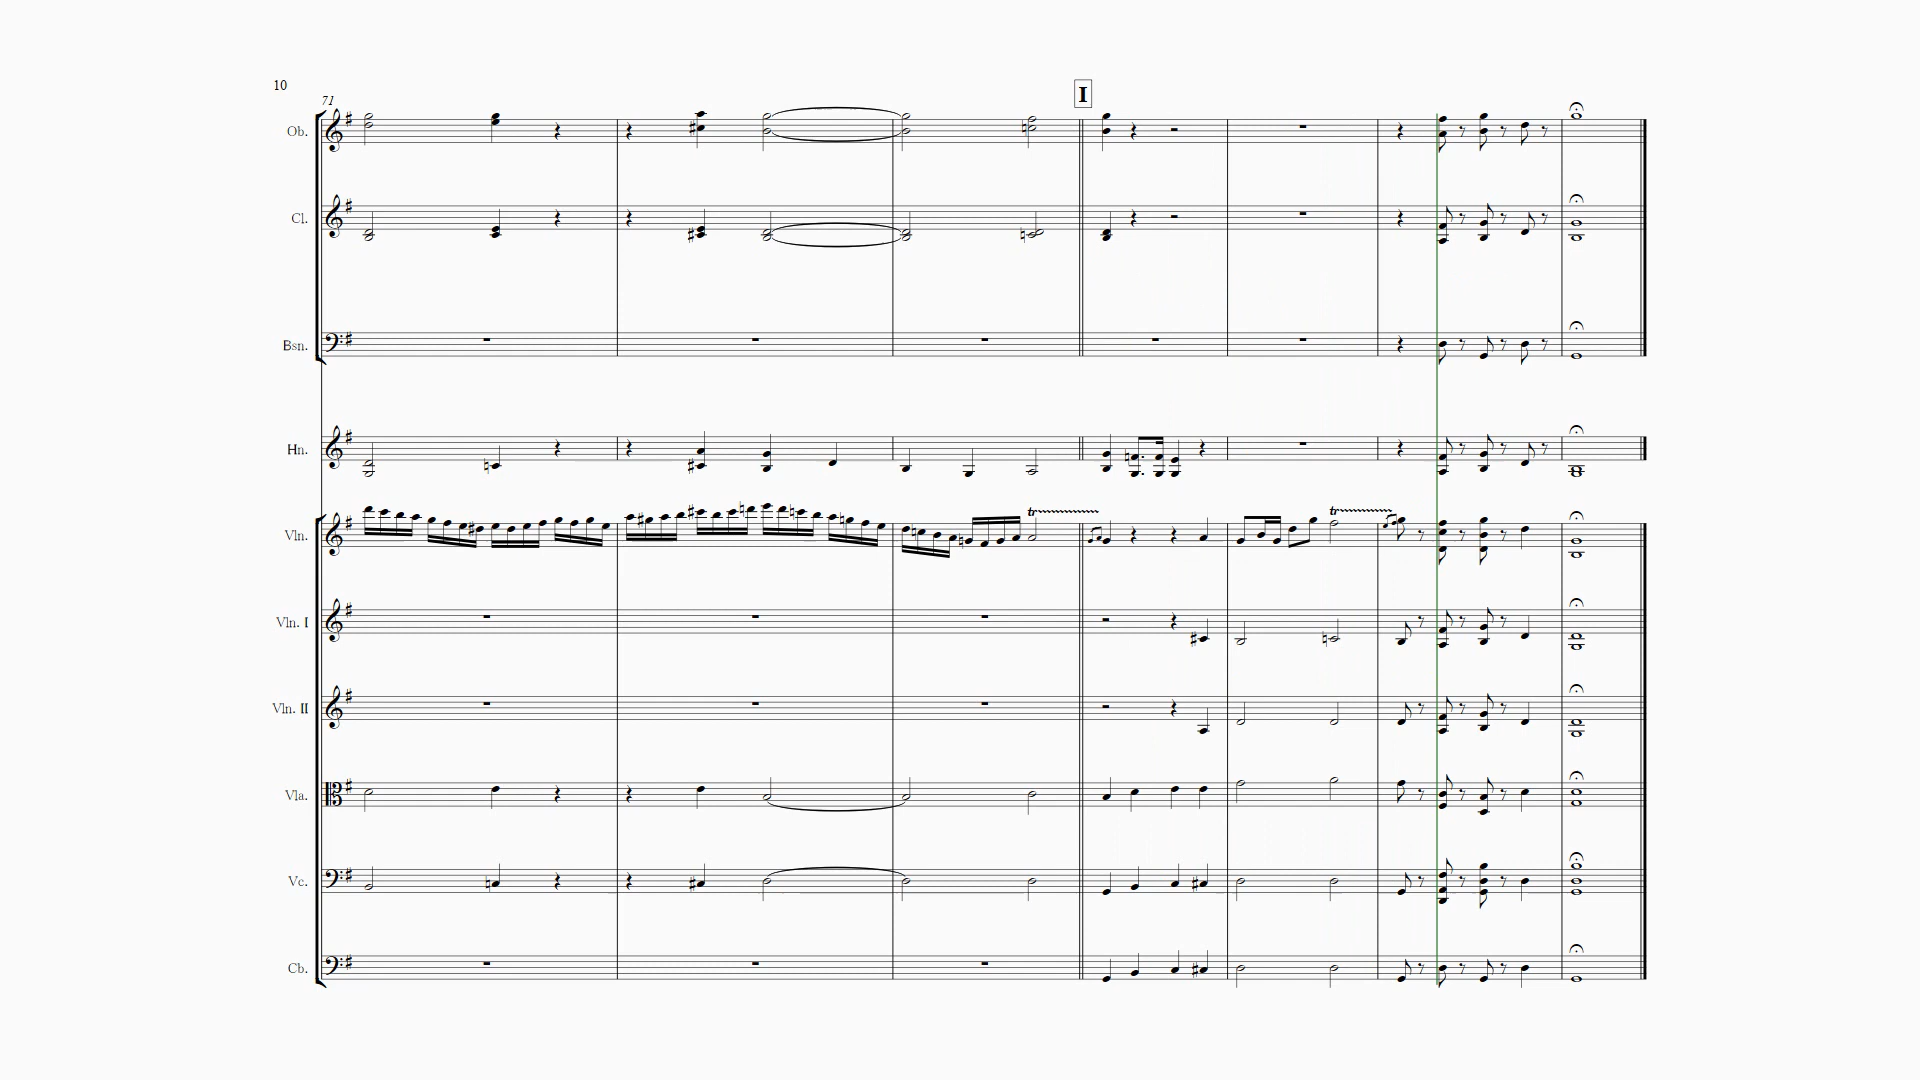 10
71
I
Ob.
Cl.
Bsn.
Hn.
Vln.
tr
tr
Vln. I
Vln. II
Vla.
Vc.
Cb.